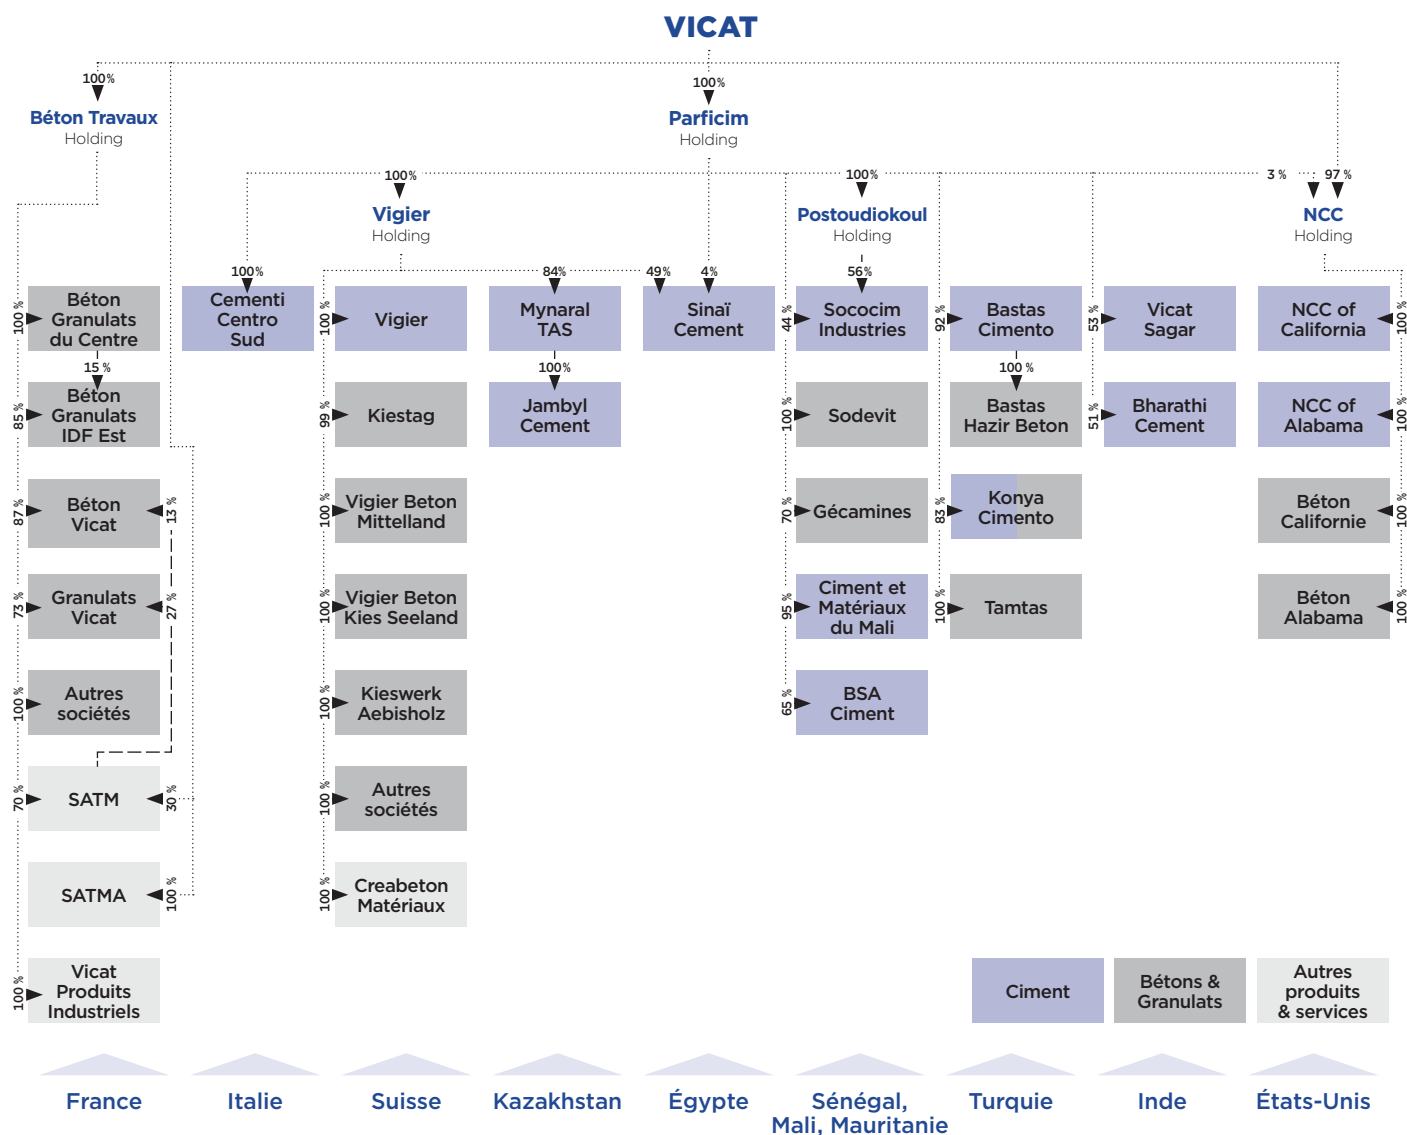 VICAT
100 %
100 %
Béton Travaux
Holding
Parficim
Holding
100 %
100 %
3 %
97 %
Vigier
Holding
Postoudiokoul
Holding
NCC
Holding
100 %
84 %
49 %
4 %
56 %
100 %
Béton
Granulats
du Centre
Cementi
Centro
Sud
100 %
Vigier
Mynaral
TAS
Sinaï
Cement
44 %
Sococim
Industries
92 %
Bastas
Cimento
53 %
Vicat
Sagar
NCC of
California
100 %
15 %
100 %
100 %
85 %
Béton
Granulats
IDF Est
99 %
Kiestag
Jambyl
Cement
100 %
Sodevit
Bastas
Hazir Beton
51 %
Bharathi
Cement
NCC of
Alabama
100 %
87 %
Béton
Vicat
13 %
100 %
Vigier Beton
Mittelland
70 %
Gécamines
83 %
Konya
Cimento
Béton
Californie
100 %
73 %
Granulats
Vicat
27 %
100 %
Vigier Beton
Kies Seeland
95 %
Ciment et
Matériaux
du Mali
100 %
Tamtas
Béton
Alabama
100 %
100 %
Autres
sociétés
100 %
Kieswerk
Aebisholz
65 %
BSA
Ciment
70 %
SATM
30 %
100 %
Autres
sociétés
SATMA
100 %
100 %
Creabeton
Matériaux
100 %
Vicat
Produits
Industriels
Ciment
Bétons &
Granulats
Autres
produits
& services
France
Italie
Suisse
Kazakhstan
Égypte
Sénégal,
Mali, Mauritanie
Turquie
Inde
États-Unis